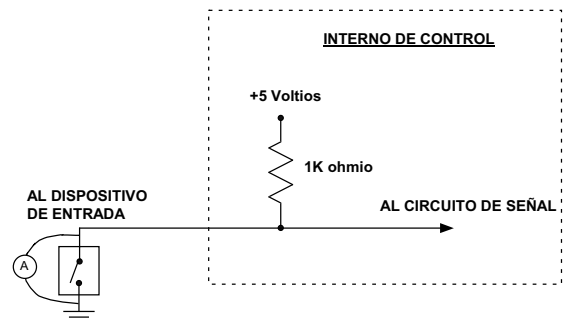 INTERNO DE CONTROL
+5 Voltios
1K ohmio
AL DISPOSITIVO
DE ENTRADA
AL CIRCUITO DE SEÑAL
A